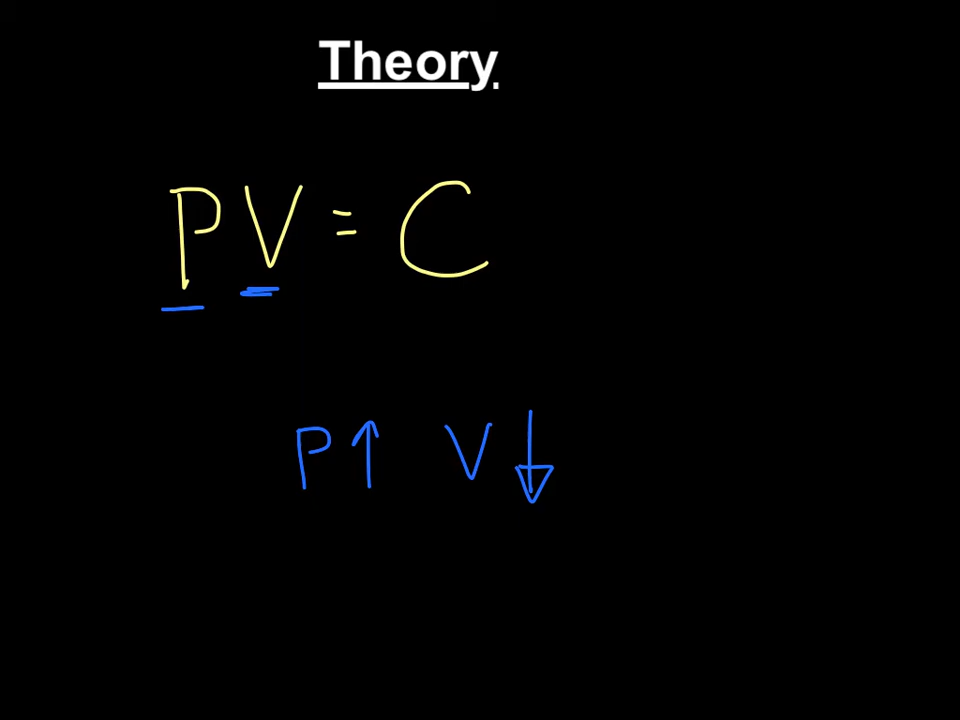 Theory
PV = C
P↑ V↓